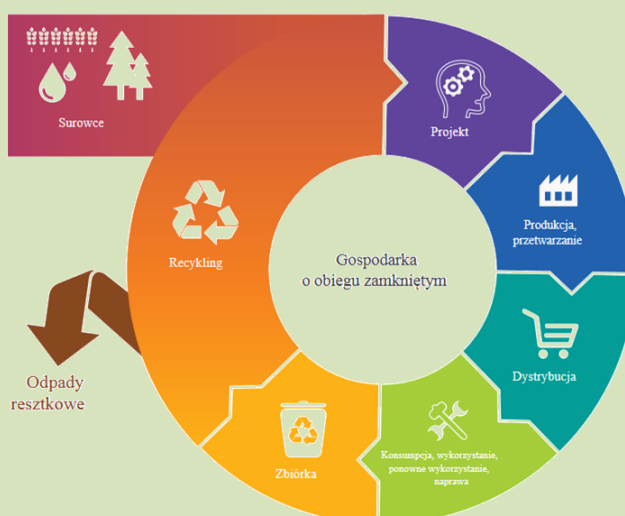 Surowce
Projekt
Produkcja,
przetwarzanie
Dystrybucja
Konsumpcja, wykorzystanie,
ponowne wykorzystanie,
naprawa
Zbiórka
Recykling
Odpady
resztkowe
Gospodarka
o obiegu zamkniętym